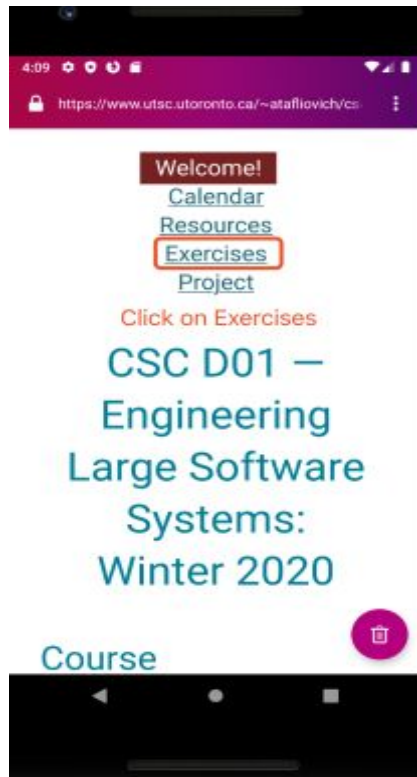 4:09
https://www.utsc.utoronto.ca/~atafliovich/cs
Welcome!
Calendar
Resources
Exercises
Project
Click on Exercises
CSC D01 —
Engineering
Large Software
Systems:
Winter 2020
Course